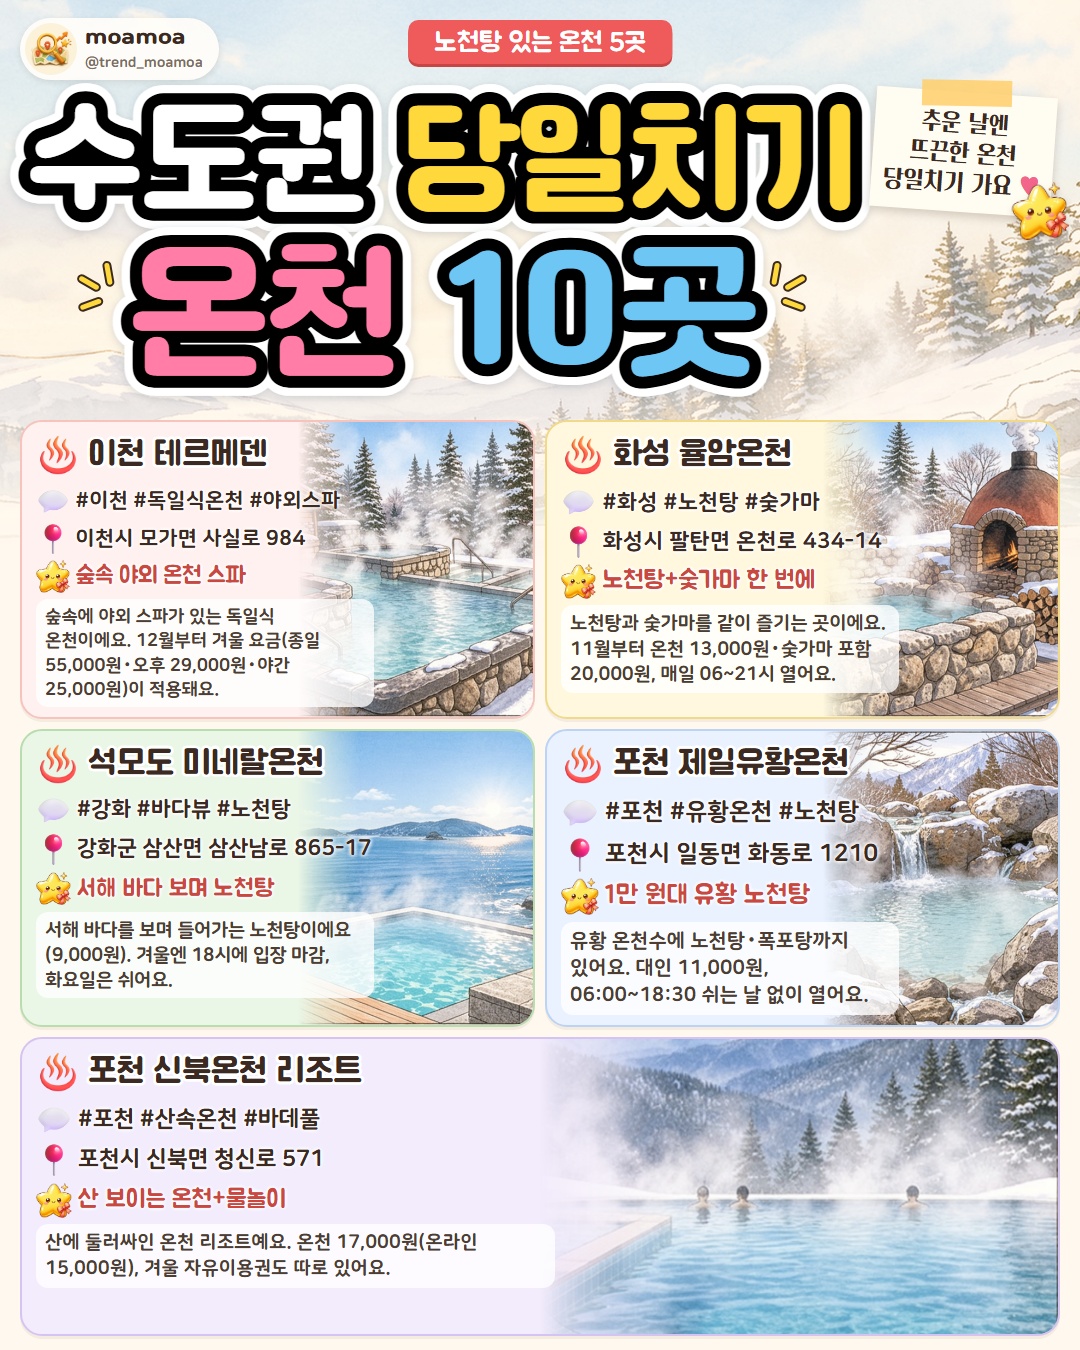 moamoa
@trend_moamoa
노천탕 있는 온천 5곳
수도권 당일치기
온천 10곳
추운 날엔
뜨끈한 온천
당일치기 가요
이천 테르메덴
#이천 #독일식온천 #야외스파
이천시 모가면 사실로 984
숲속 야외 온천 스파
숲속에 야외 스파가 있는 독일식
온천이에요. 12월부터 겨울 요금(종일
55,000원·오후 29,000원·야간
25,000원)이 적용돼요.
화성 율암온천
#화성 #노천탕 #숯가마
화성시 팔탄면 온천로 434-14
노천탕+숯가마 한 번에
노천탕과 숯가마를 같이 즐기는 곳이에요.
11월부터 온천 13,000원·숯가마 포함
20,000원, 매일 06~21시 열어요.
석모도 미네랄온천
#강화 #바다뷰 #노천탕
강화군 삼산면 삼산남로 865-17
서해 바다 보며 노천탕
서해 바다를 보며 들어가는 노천탕이에요
(9,000원). 겨울엔 18시에 입장 마감,
화요일은 쉬어요.
포천 제일유황온천
#포천 #유황온천 #노천탕
포천시 일동면 화동로 1210
1만 원대 유황 노천탕
유황 온천수에 노천탕·폭포탕까지
있어요. 대인 11,000원,
06:00~18:30 쉬는 날 없이 열어요.
포천 신북온천 리조트
#포천 #산속온천 #바데풀
포천시 신북면 청신로 571
산 보이는 온천+물놀이
산에 둘러싸인 온천 리조트예요. 온천 17,000원(온라인
15,000원), 겨울 자유이용권도 따로 있어요.